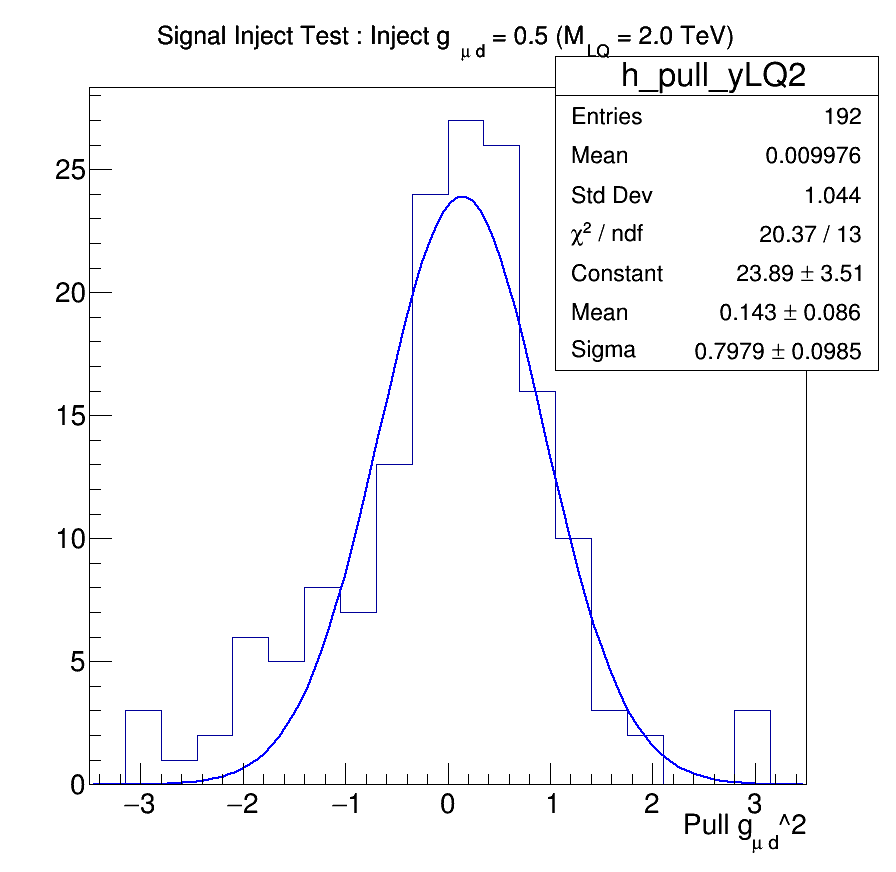 Signal Inject Test : Inject g μ d = 0.5 (M LQ = 2.0 TeV)
h_pull_yLQ2
Entries 192
Mean 0.009976
Std Dev 1.044
χ² / ndf 20.37 / 13
Constant 23.89 ± 3.51
Mean 0.143 ± 0.086
Sigma 0.7979 ± 0.0985
25
20
15
10
5
0
−3 −2 −1 0 1 2 3
Pull g μ d ^2